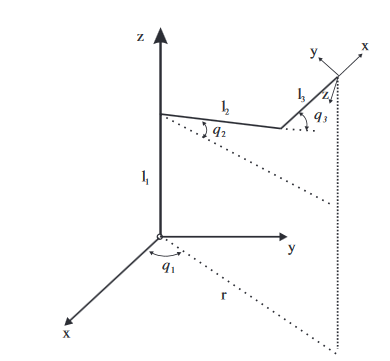 z
x
y
l₃
z
l₂
q₃
q₂
l₁
y
q₁
r
x